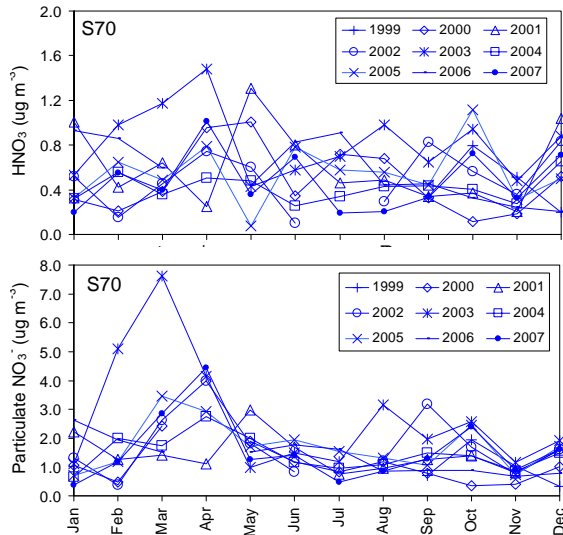 S70
HNO₃ (ug m⁻³)
2.0
1.6
1.2
0.8
0.4
0.0
1999 2000 2001
2002 2003 2004
2005 2006 2007
S70
Particulate NO₃⁻ (ug m⁻³)
8.0
7.0
6.0
5.0
4.0
3.0
2.0
1.0
0.0
1999 2000 2001
2002 2003 2004
2005 2006 2007
Jan Feb Mar Apr May Jun Jul Aug Sep Oct Nov Dec